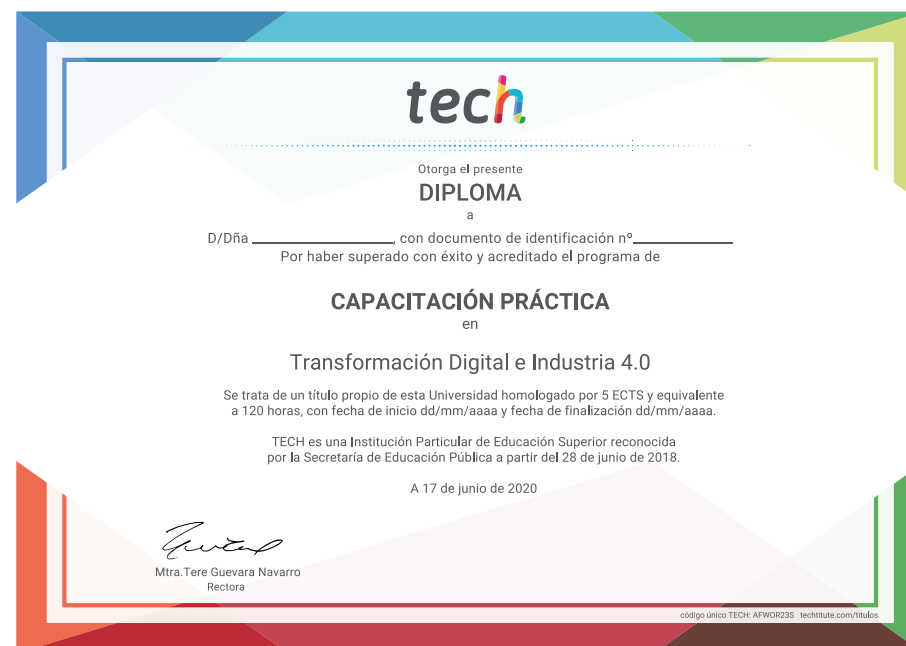 tech
Otorga el presente
DIPLOMA
a
D/Dña ____________________, con documento de identificación nº______________
Por haber superado con éxito y acreditado el programa de
CAPACITACIÓN PRÁCTICA
en
Transformación Digital e Industria 4.0
Se trata de un título propio de esta Universidad homologado por 5 ECTS y equivalente
a 120 horas, con fecha de inicio dd/mm/aaaa y fecha de finalización dd/mm/aaaa.
TECH es una Institución Particular de Educación Superior reconocida
por la Secretaría de Educación Pública a partir del 28 de junio de 2018.
A 17 de junio de 2020
Mtra.Tere Guevara Navarro
Rectora
código único TECH: AFWOR23S techtitute.com/titulos